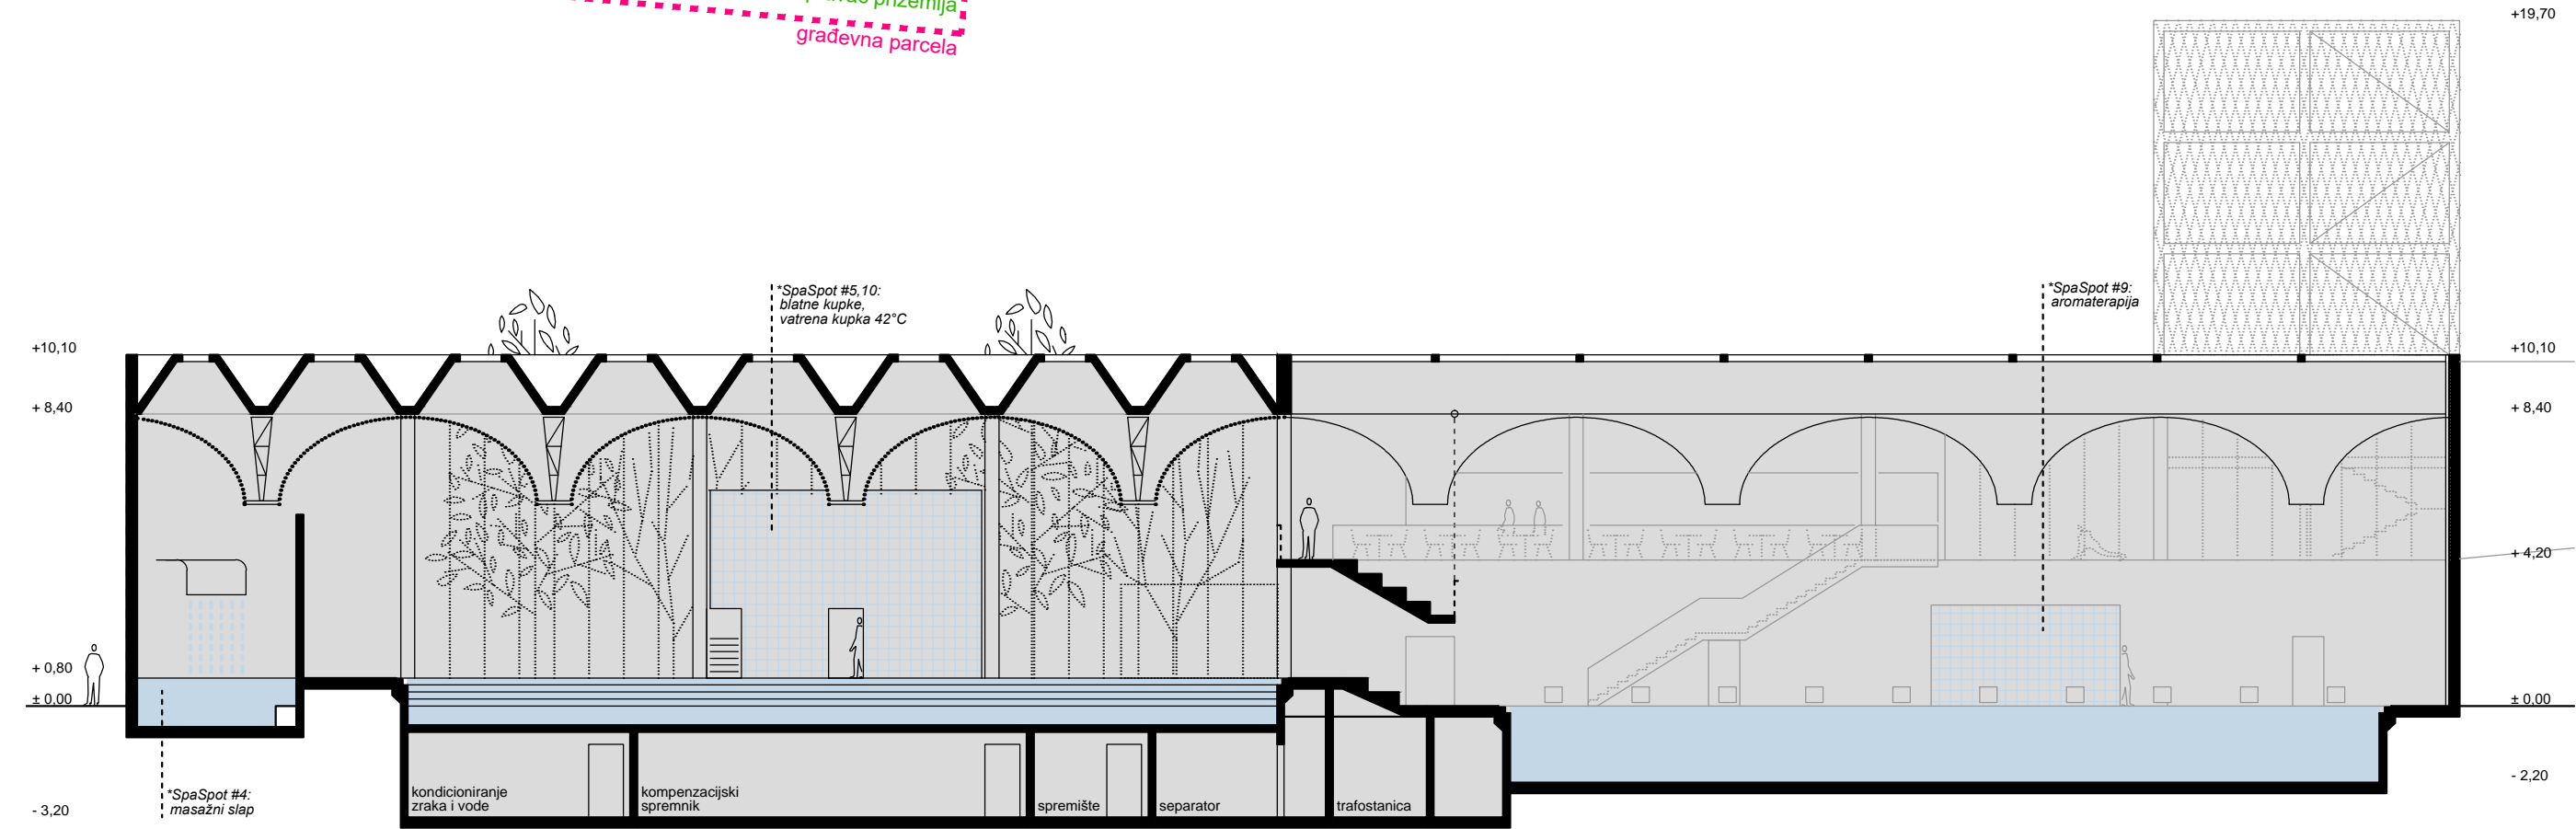 prizemija
građevna parcela
+19,70
*SpaSpot #5,10:
blatne kupke,
vatrena kupka 42°C
*SpaSpot #9:
aromaterapija
+10,10
+10,10
+ 8,40
+ 8,40
+ 4,20
+ 0,80
± 0,00
± 0,00
- 2,20
*SpaSpot #4:
masažni slap
- 3,20
kondicioniranje
zraka i vode
kompenzacijski
spremnik
spremište
separator
trafostanica